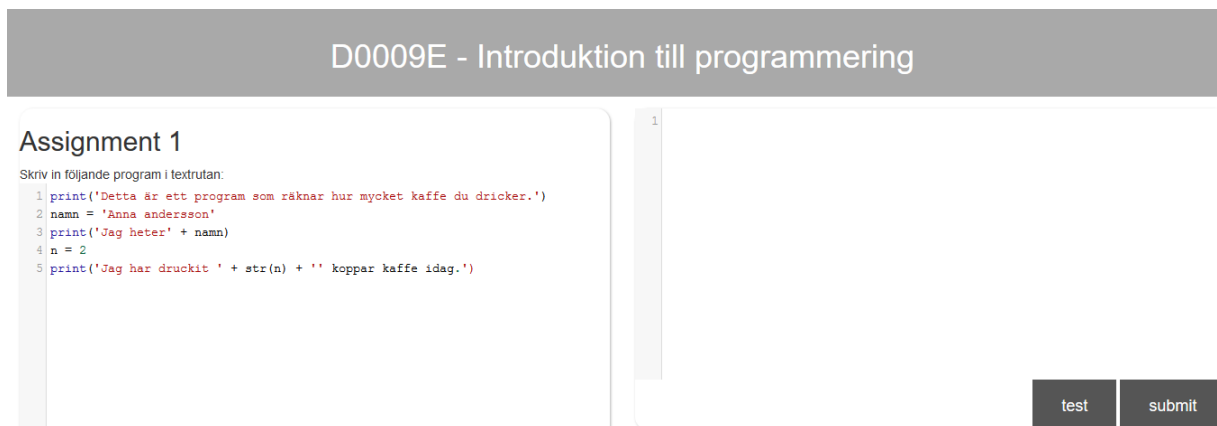 D0009E - Introduktion till programmering
Assignment 1
Skriv in följande program i textrutan:
1 print('Detta är ett program som räknar hur mycket kaffe du dricker.')
2 namn = 'Anna andersson'
3 print('Jag heter' + namn)
4 n = 2
5 print('Jag har druckit ' + str(n) + '' koppar kaffe idag.')
1
test
submit